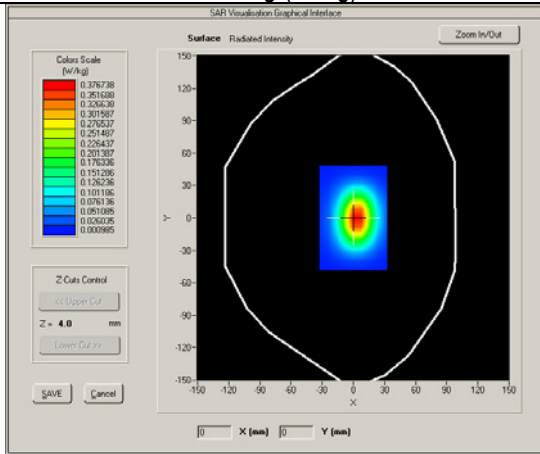 SAR Visualisation Graphical Interface
Surface Radiated Intensity
Zoom In/Out
Colors Scale
(W/kg)
0.376738
0.351688
0.326638
0.301587
0.276537
0.251487
0.226437
0.201387
0.176336
0.151286
0.126236
0.101186
0.076136
0.051085
0.026035
0.000985
Z-Cuts Control
<< Upper Cut
Z = 4.0 mm
Lower Cut >>
SAVE
Cancel
150
120
90
60
30
0
-30
-60
-90
-120
-150
Y
-150 -120 -90 -60 -30 0 30 60 90 120 150
X
0 X (mm) 0 Y (mm)